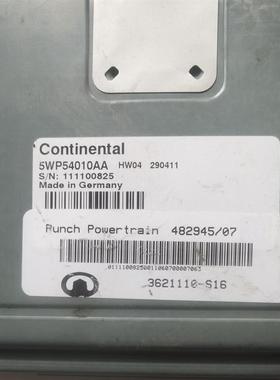 Continental
5WP54010AA HW04 290411
S/N: 111100825
Made in Germany
Punch Powertrain 482945/07
3621110-S16